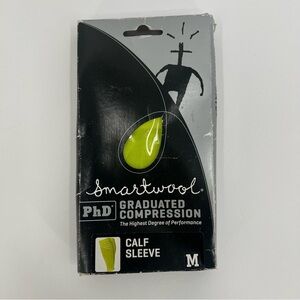 smartwool®
PhD® GRADUATED
COMPRESSION
The Highest Degree of Performance
CALF
SLEEVE
M